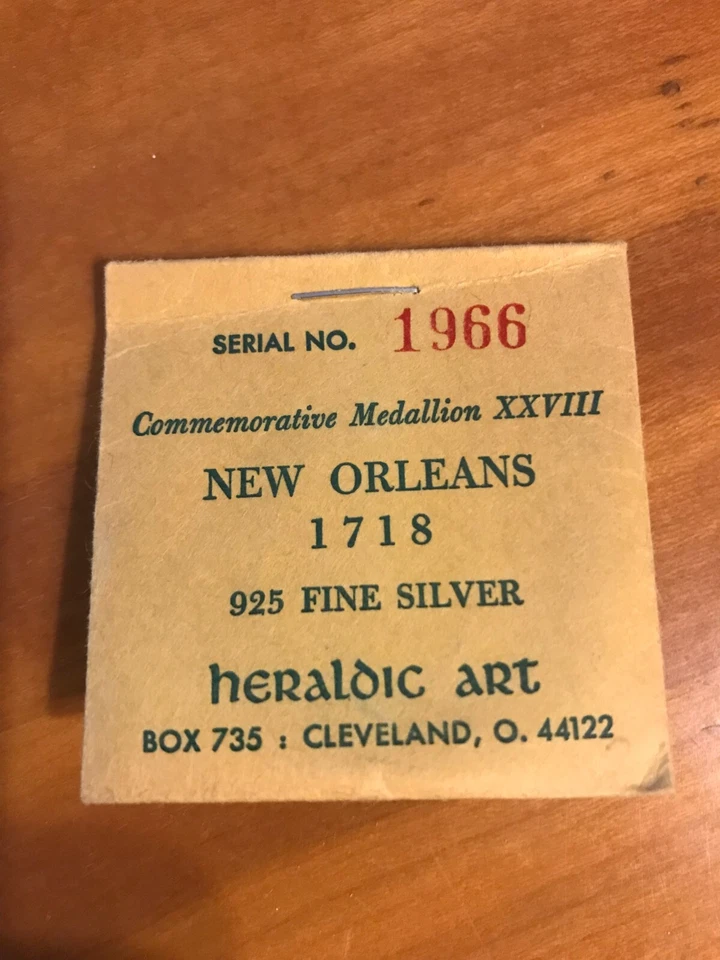 SERIAL NO. 1966
Commemorative Medallion XXVIII
NEW ORLEANS
1718
925 FINE SILVER
heraldic art
BOX 735 : CLEVELAND, O. 44122